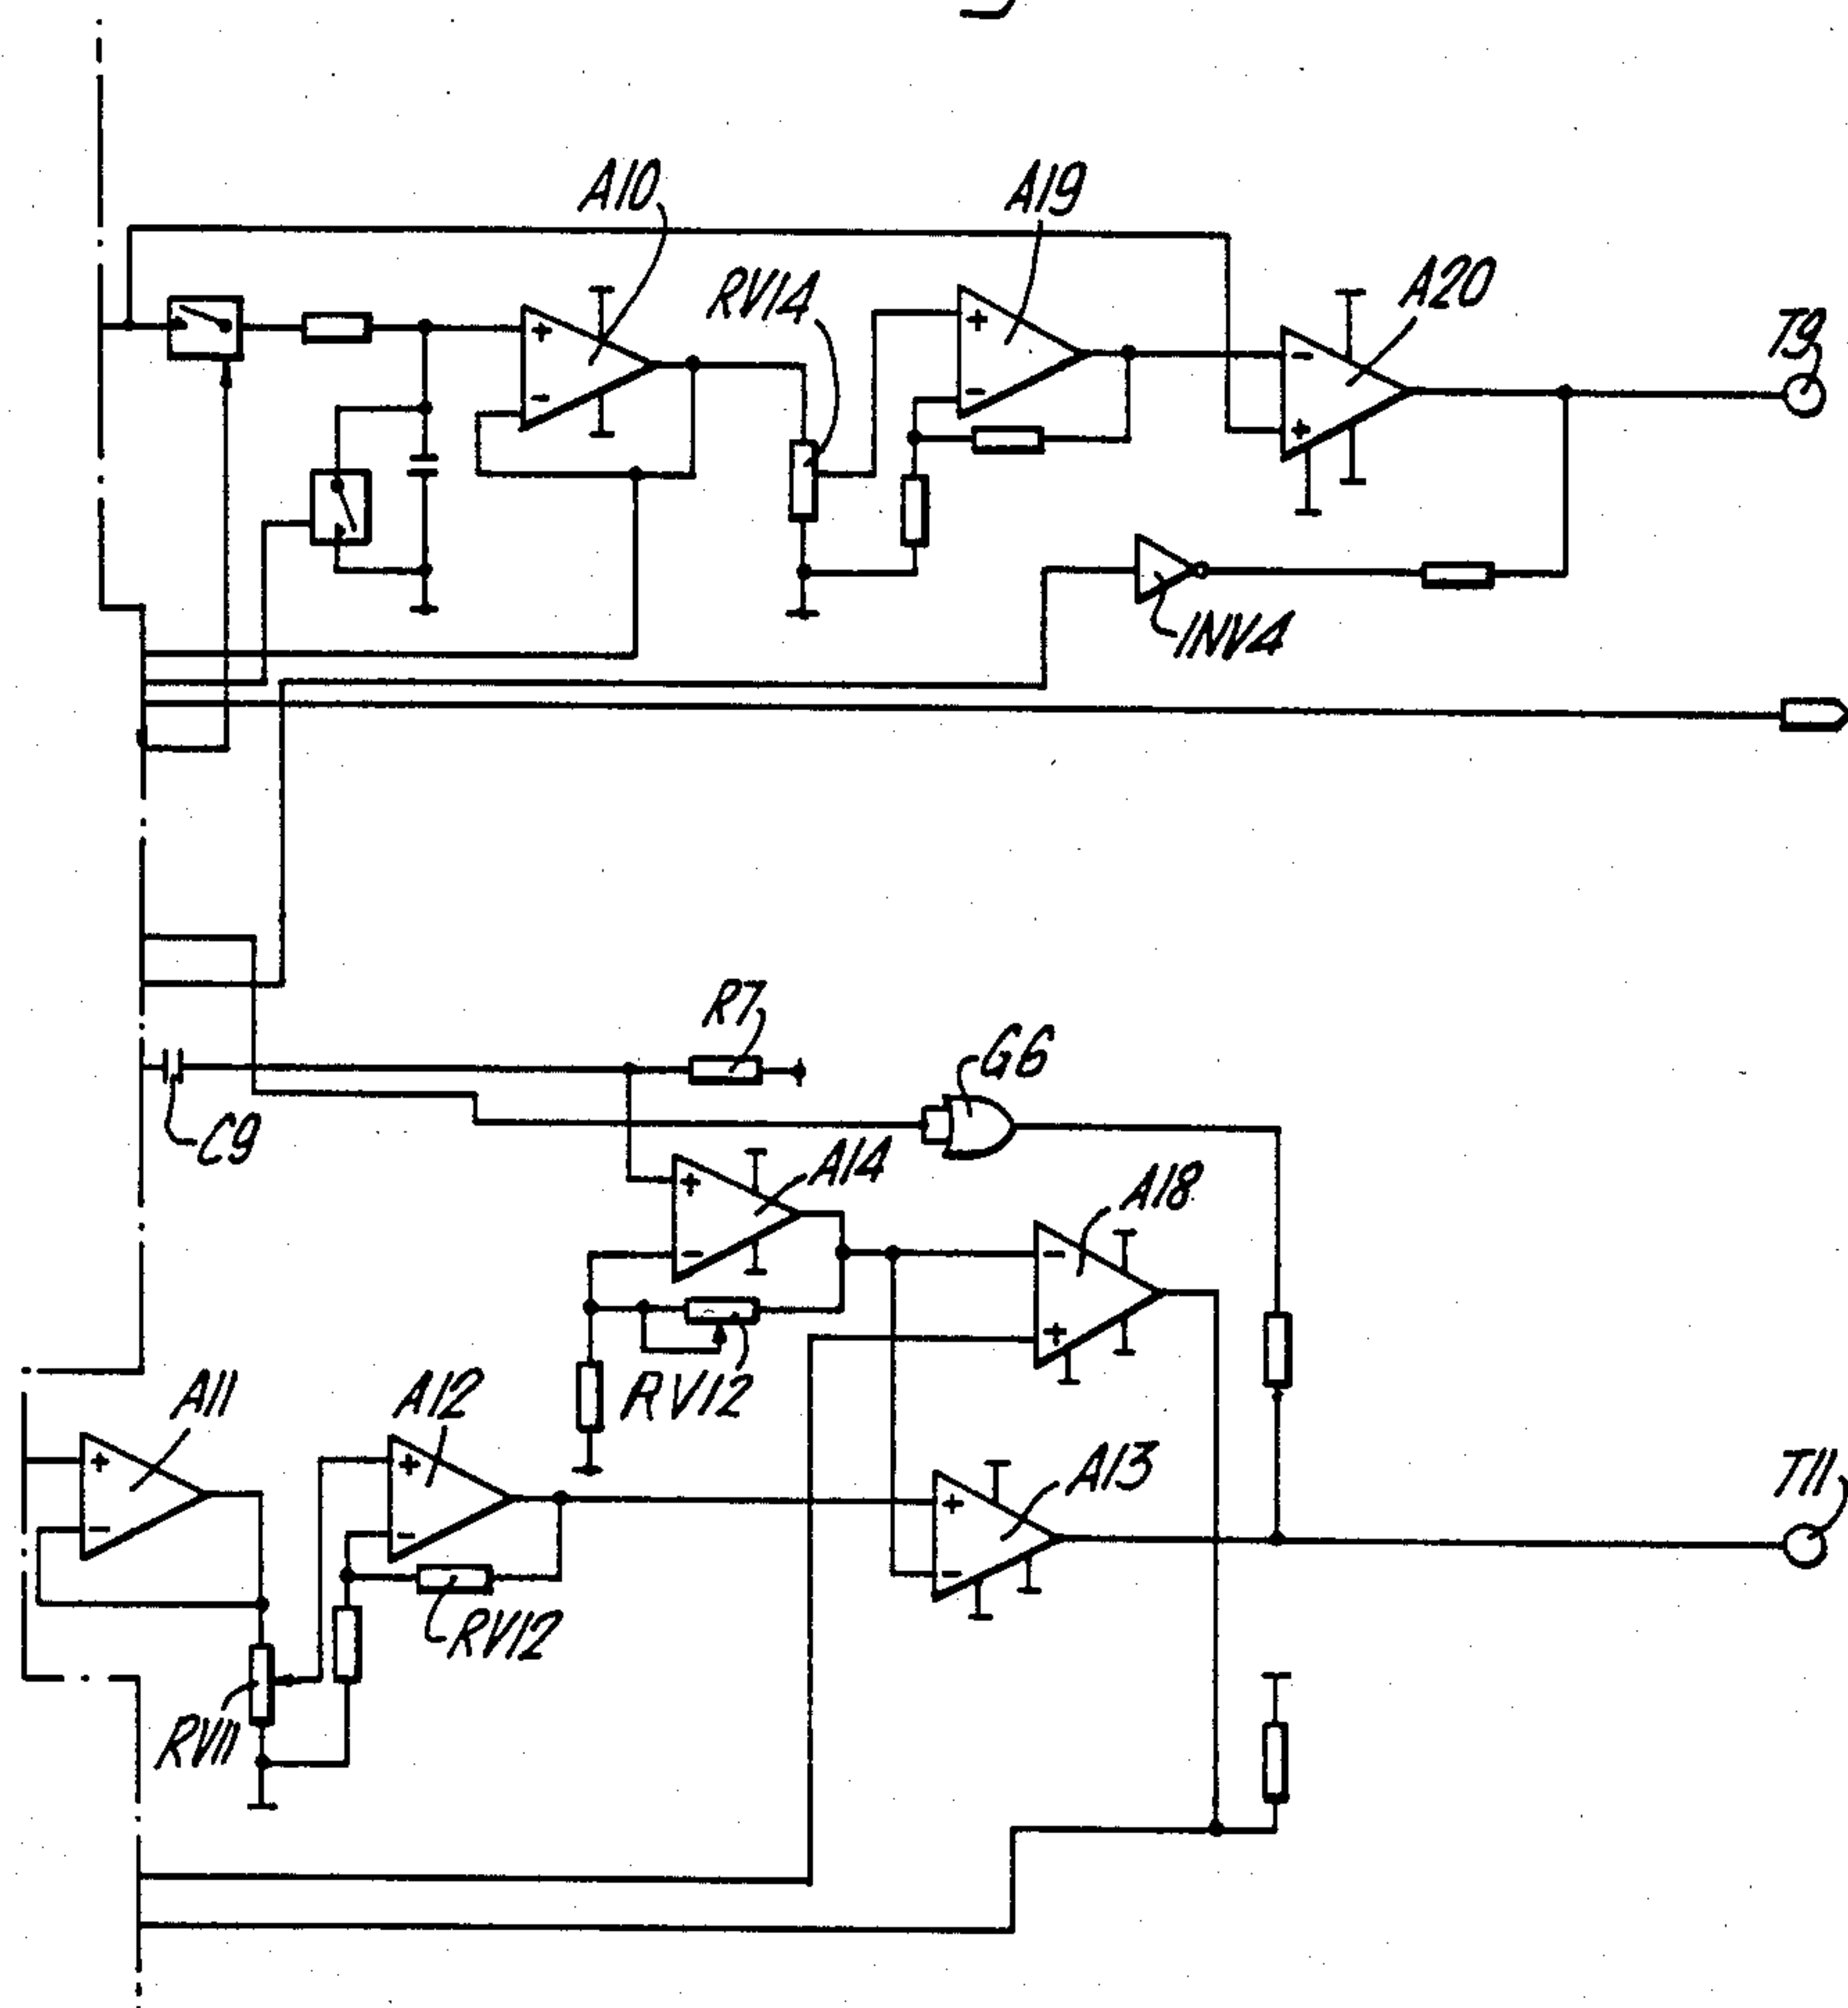 A10
A19
RV14
A20
T9
+
+
-
-
-
+
INV4
R7
G6
C9
A14
A18
+
-
-
+
RV12
A11
A12
A13
T11
+
+
+
-
-
-
RV12
RV11